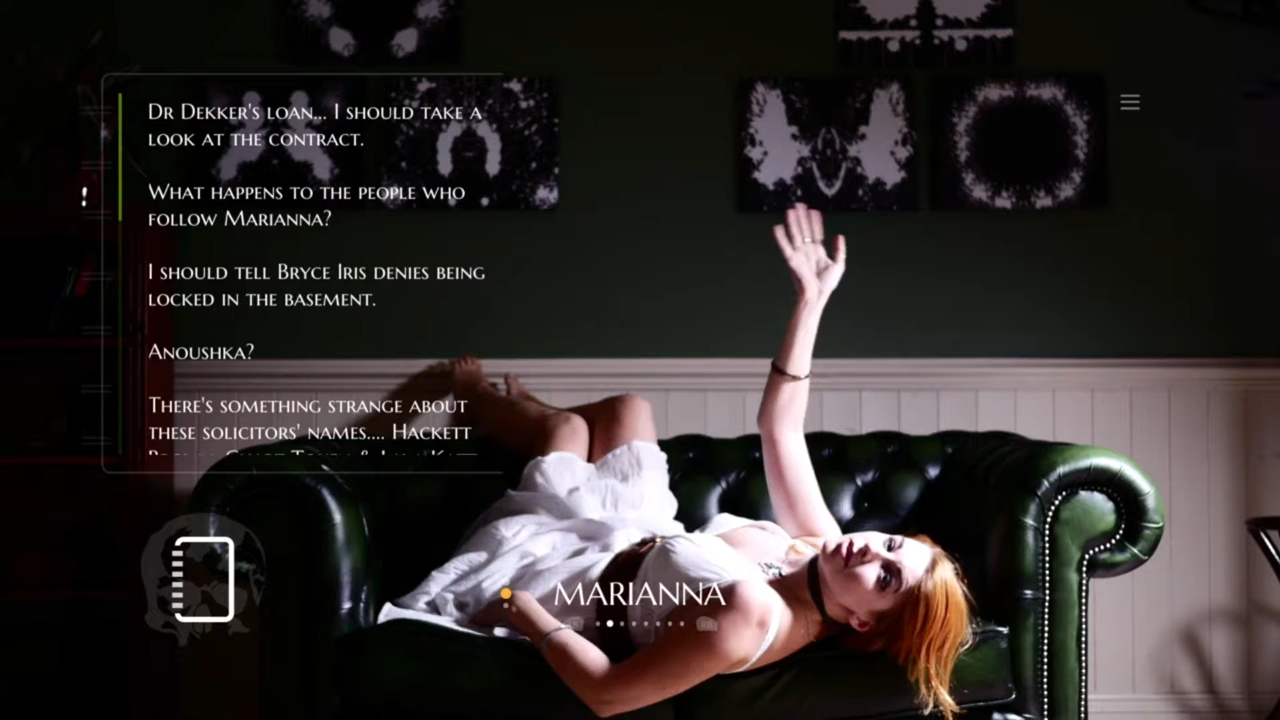 Dr Dekker's loan... I should take a
look at the contract.
What happens to the people who
follow Marianna?
I should tell Bryce Iris denies being
locked in the basement.
Anoushka?
There's something strange about
these solicitors' names.... Hackett
MARIANNA